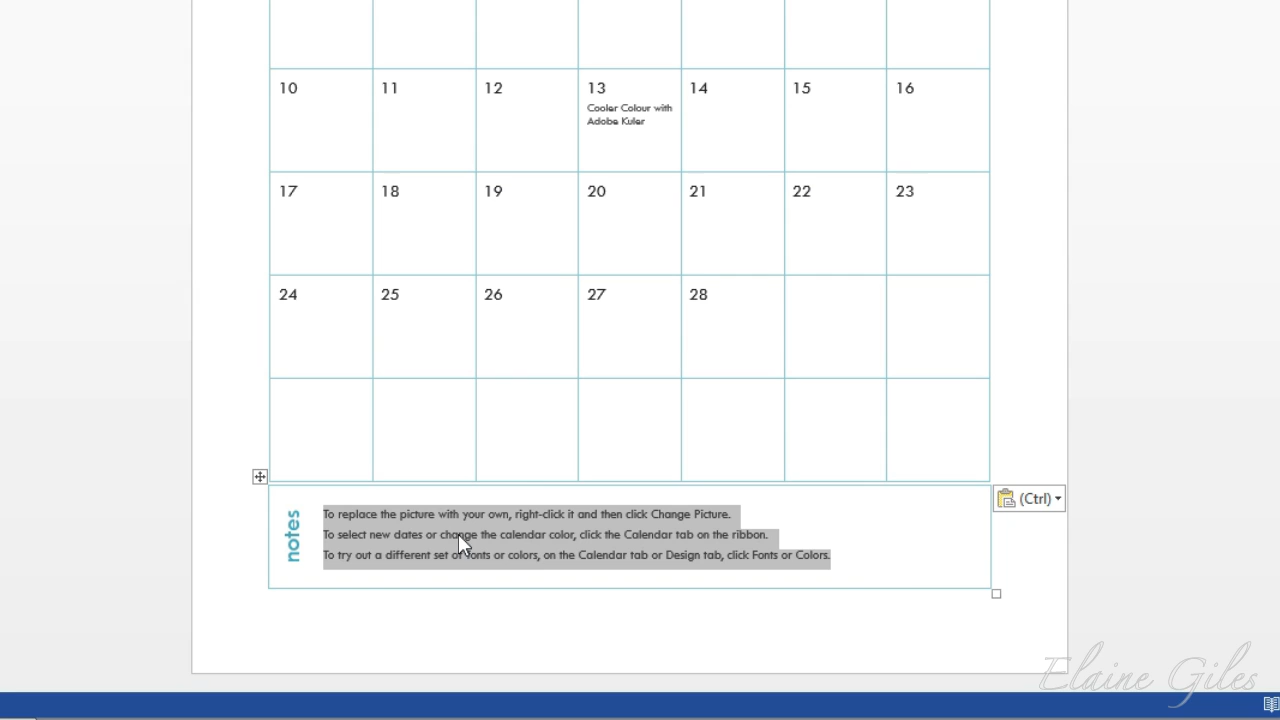 10 11 12 13 14 15 16
Cooler Colour with
Adobe Kuler
17 18 19 20 21 22 23
24 25 26 27 28
(Ctrl)
notes
To replace the picture with your own, right-click it and then click Change Picture.
To select new dates or change the calendar color, click the Calendar tab on the ribbon.
To try out a different set of fonts or colors, on the Calendar tab or Design tab, click Fonts or Colors.
Elaine Giles